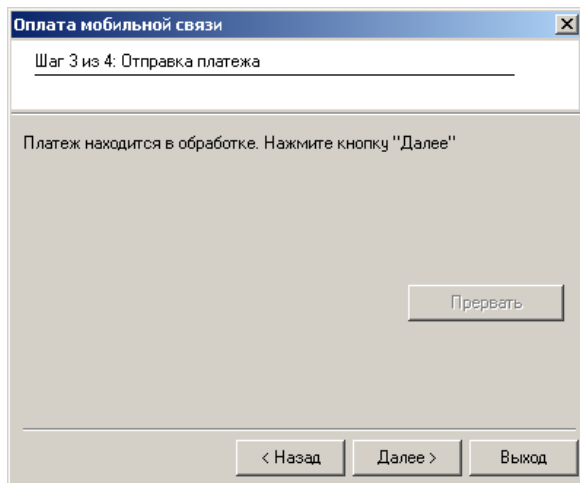 Оплата мобильной связи
Шаг 3 из 4: Отправка платежа
Платеж находится в обработке. Нажмите кнопку "Далее"
Прервать
< Назад
Далее >
Выход